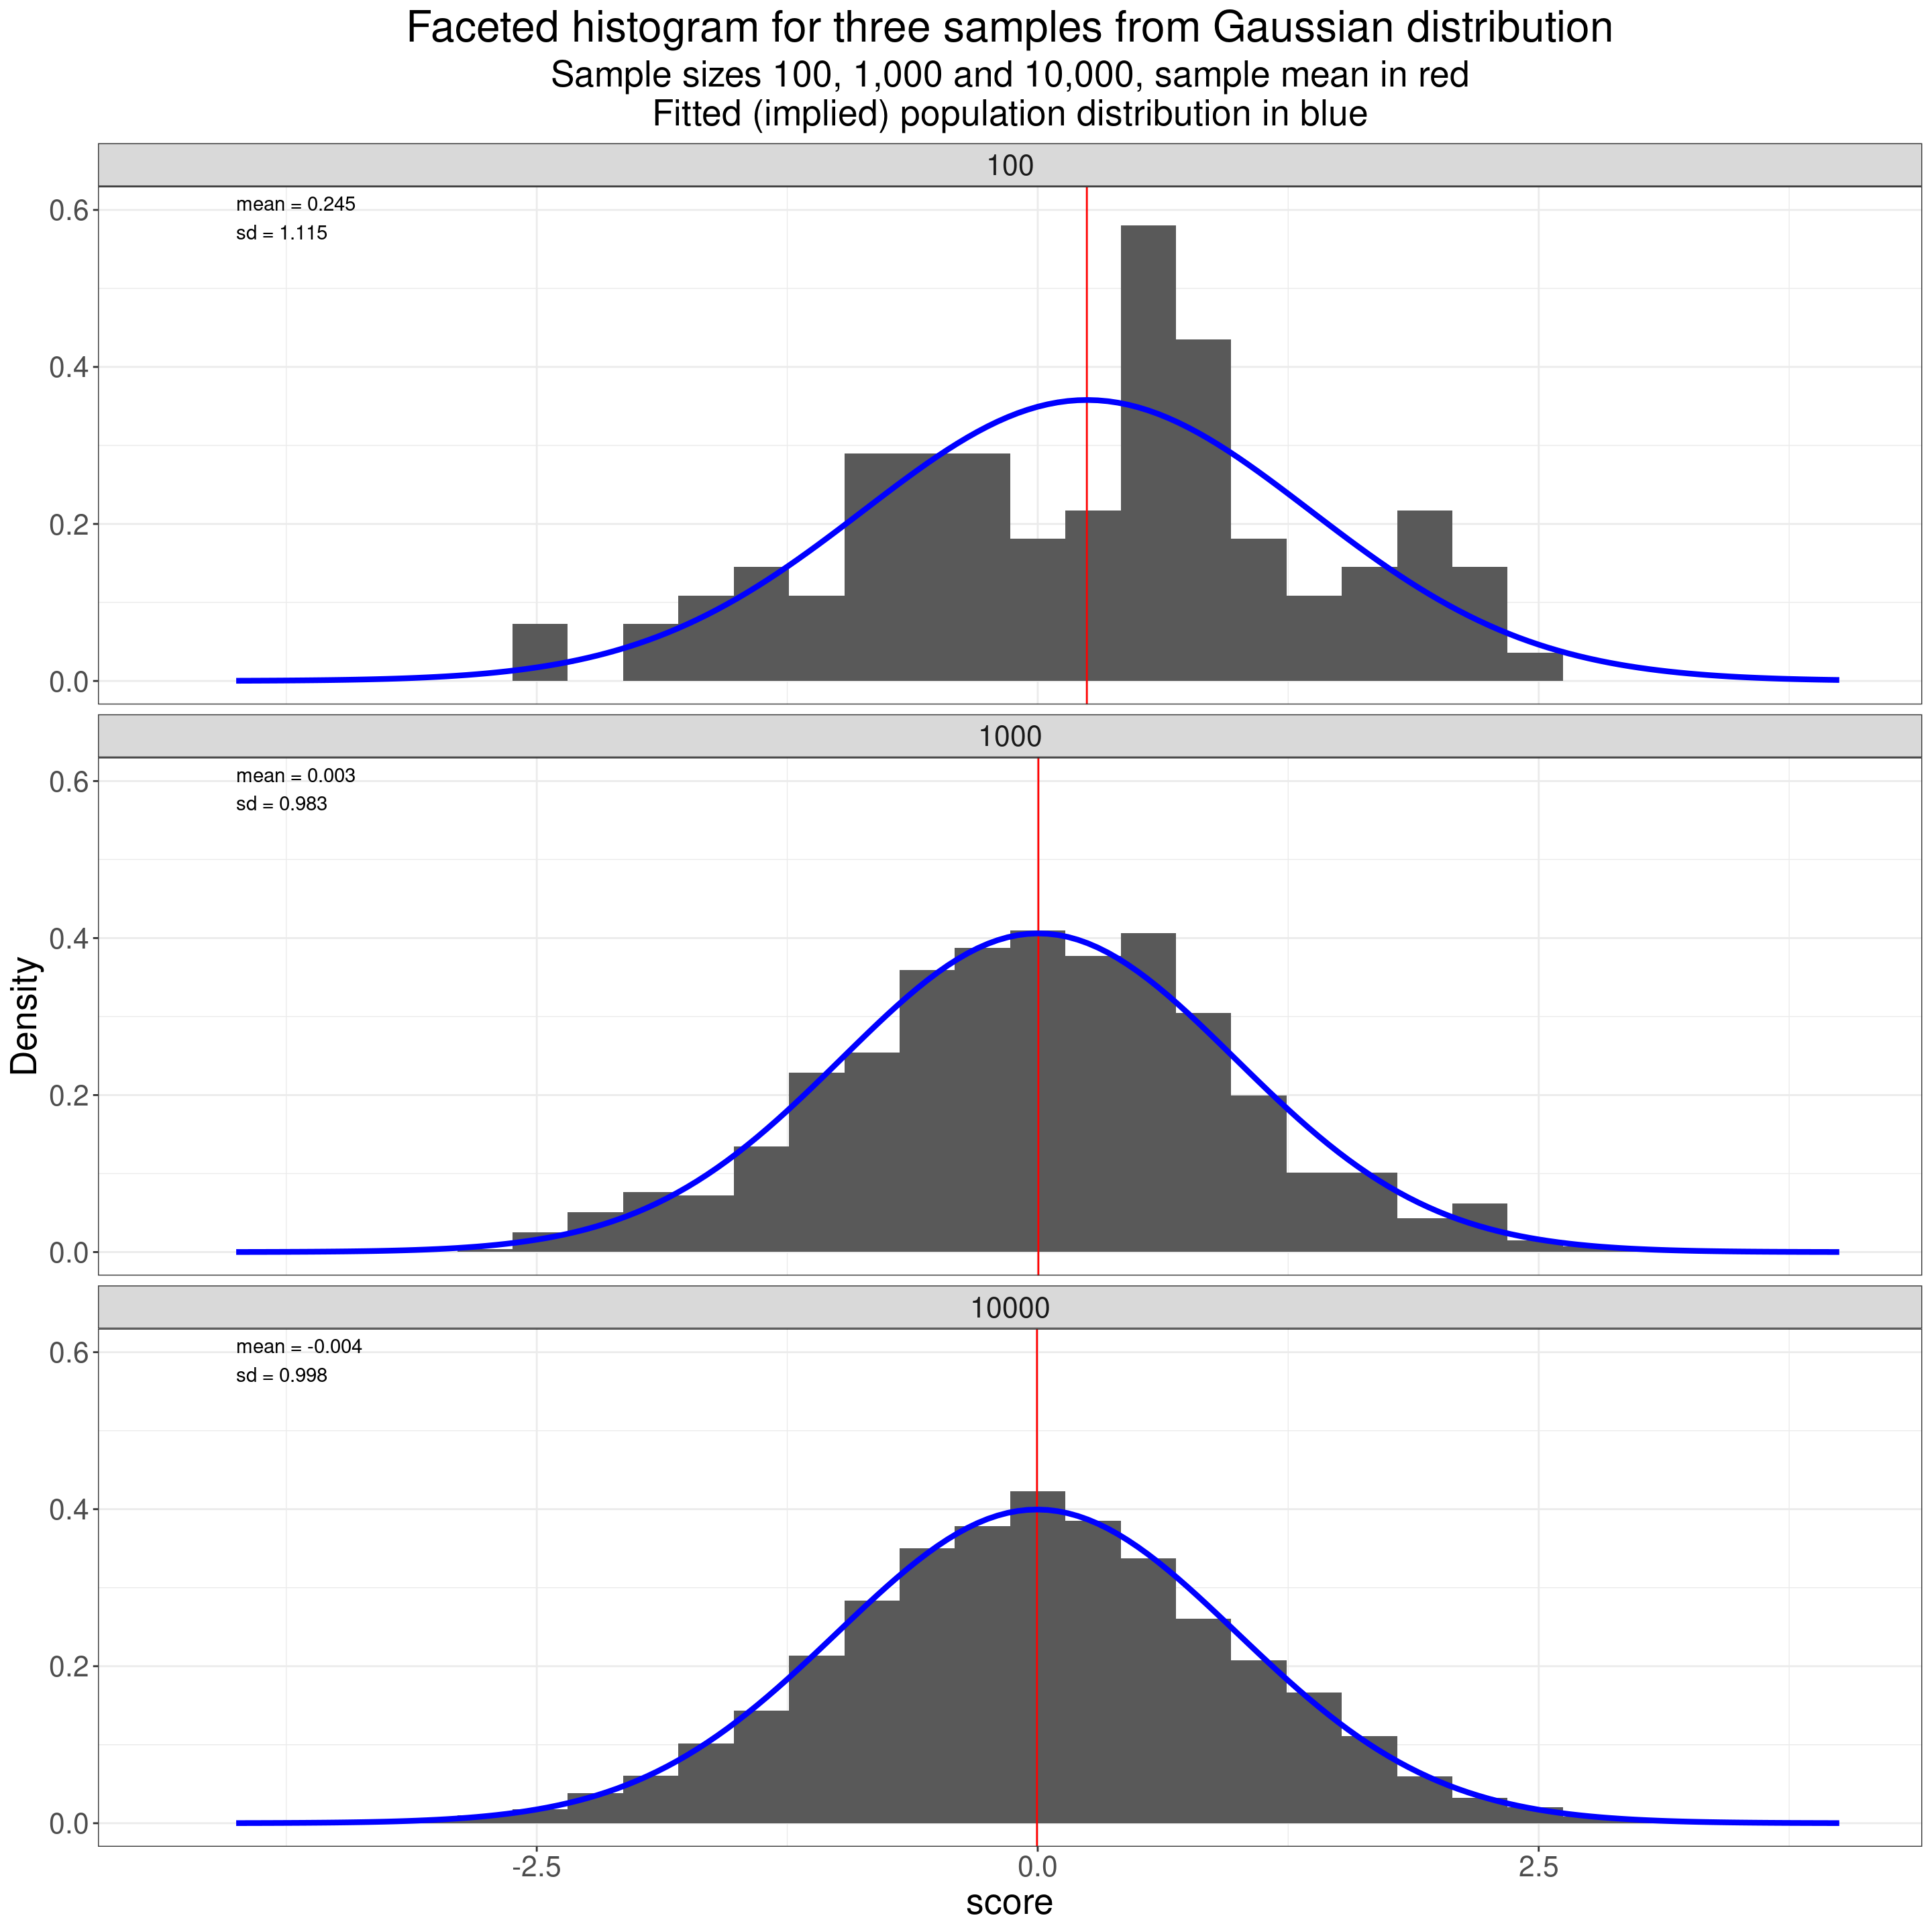 Faceted histogram for three samples from Gaussian distribution
Sample sizes 100, 1,000 and 10,000, sample mean in red
Fitted (implied) population distribution in blue
100
mean = 0.245
sd = 1.115
0.6
0.4
0.2
0.0
1000
mean = 0.003
sd = 0.983
0.6
0.4
0.2
0.0
Density
10000
mean = -0.004
sd = 0.998
0.6
0.4
0.2
0.0
-2.5 0.0 2.5
score